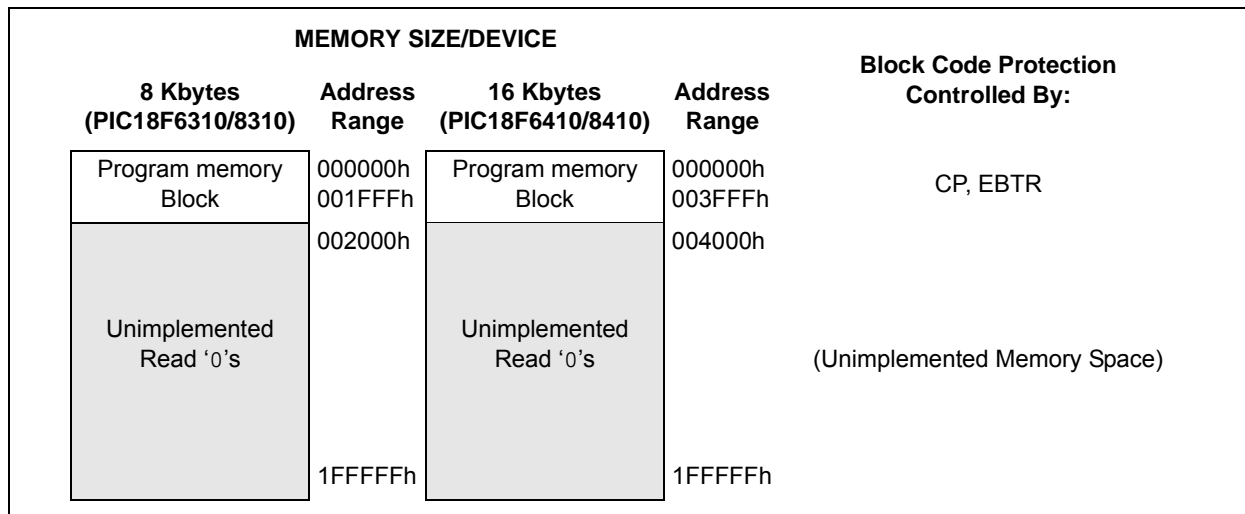 MEMORY SIZE/DEVICE
Block Code Protection
Controlled By:
8 Kbytes
(PIC18F6310/8310)
Address
Range
16 Kbytes
(PIC18F6410/8410)
Address
Range
Program memory
Block
000000h
001FFFh
Program memory
Block
000000h
003FFFh
CP, EBTR
002000h
004000h
Unimplemented
Read ‘0’s
Unimplemented
Read ‘0’s
(Unimplemented Memory Space)
1FFFFFh
1FFFFFh